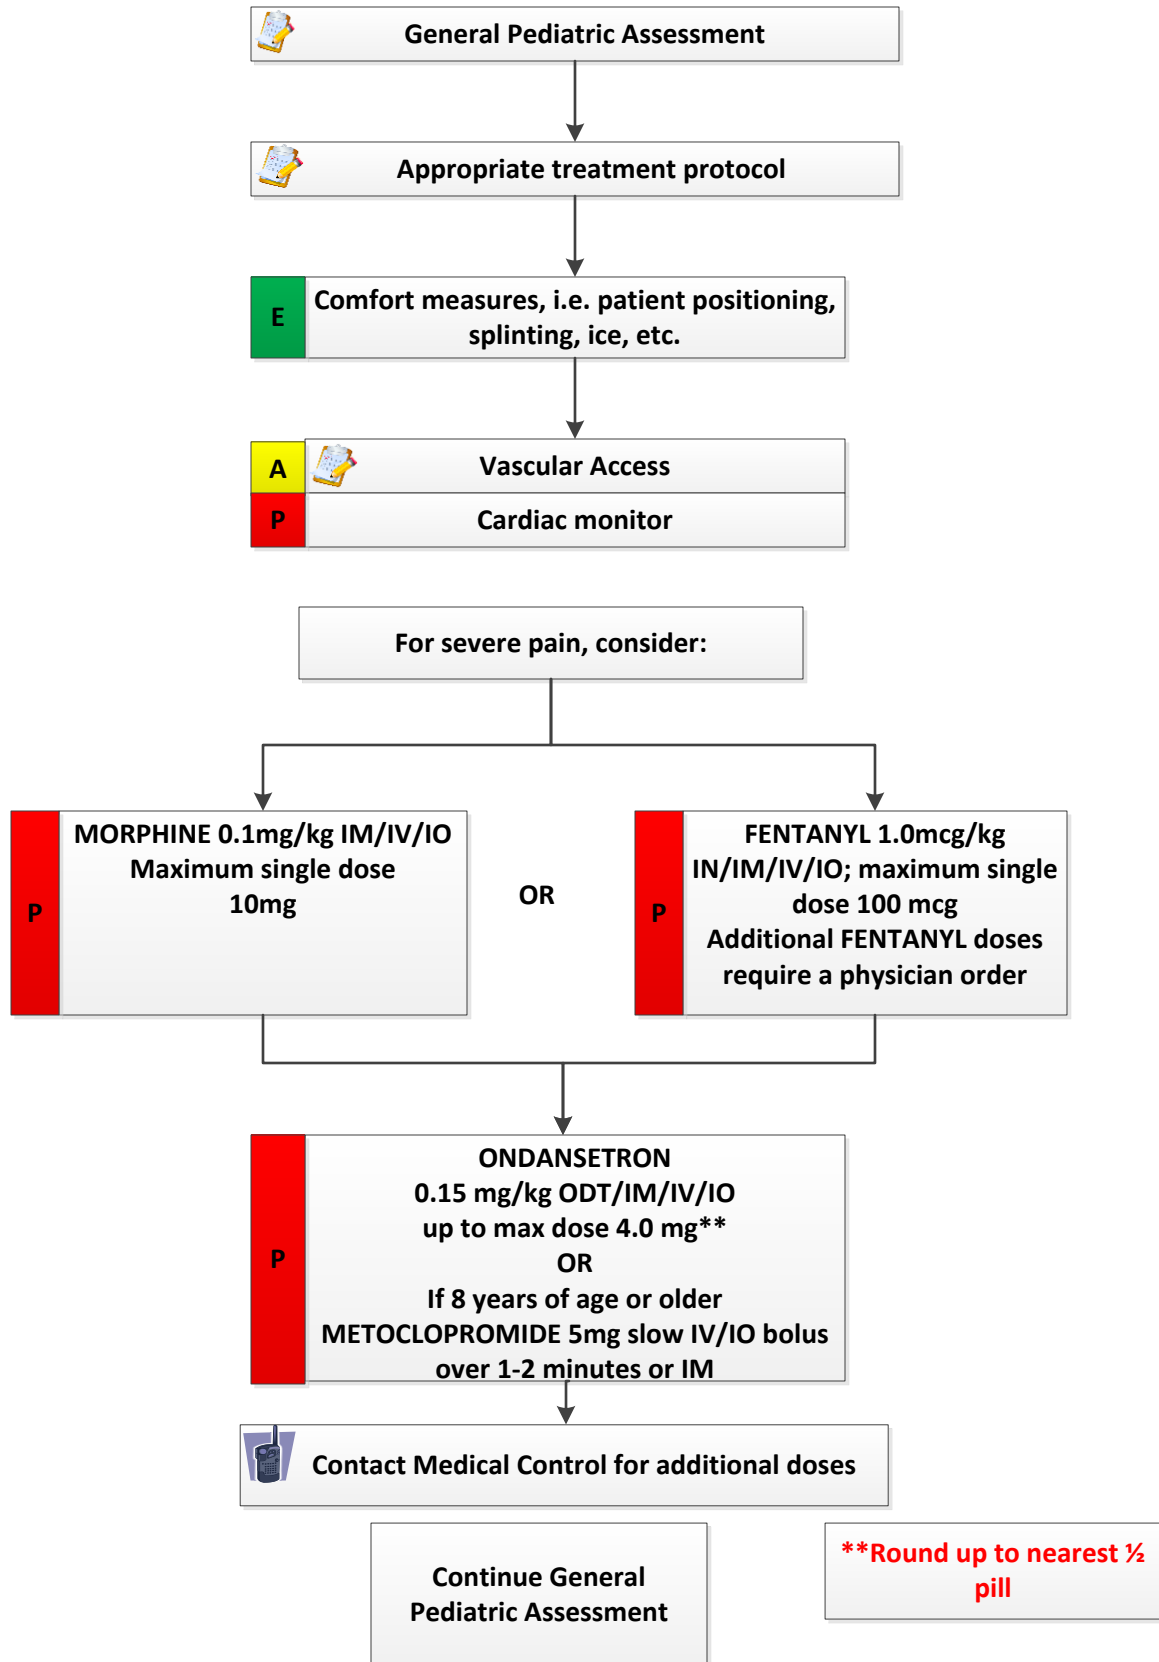 General Pediatric Assessment
Appropriate treatment protocol
E
Comfort measures, i.e. patient positioning,
splinting, ice, etc.
A
Vascular Access
P
Cardiac monitor
For severe pain, consider:
P
MORPHINE 0.1mg/kg IM/IV/IO
Maximum single dose
10mg
OR
P
FENTANYL 1.0mcg/kg
IN/IM/IV/IO; maximum single
dose 100 mcg
Additional FENTANYL doses
require a physician order
P
ONDANSETRON
0.15 mg/kg ODT/IM/IV/IO
up to max dose 4.0 mg**
OR
If 8 years of age or older
METOCLOPROMIDE 5mg slow IV/IO bolus
over 1-2 minutes or IM
Contact Medical Control for additional doses
Continue General
Pediatric Assessment
**Round up to nearest ½
pill